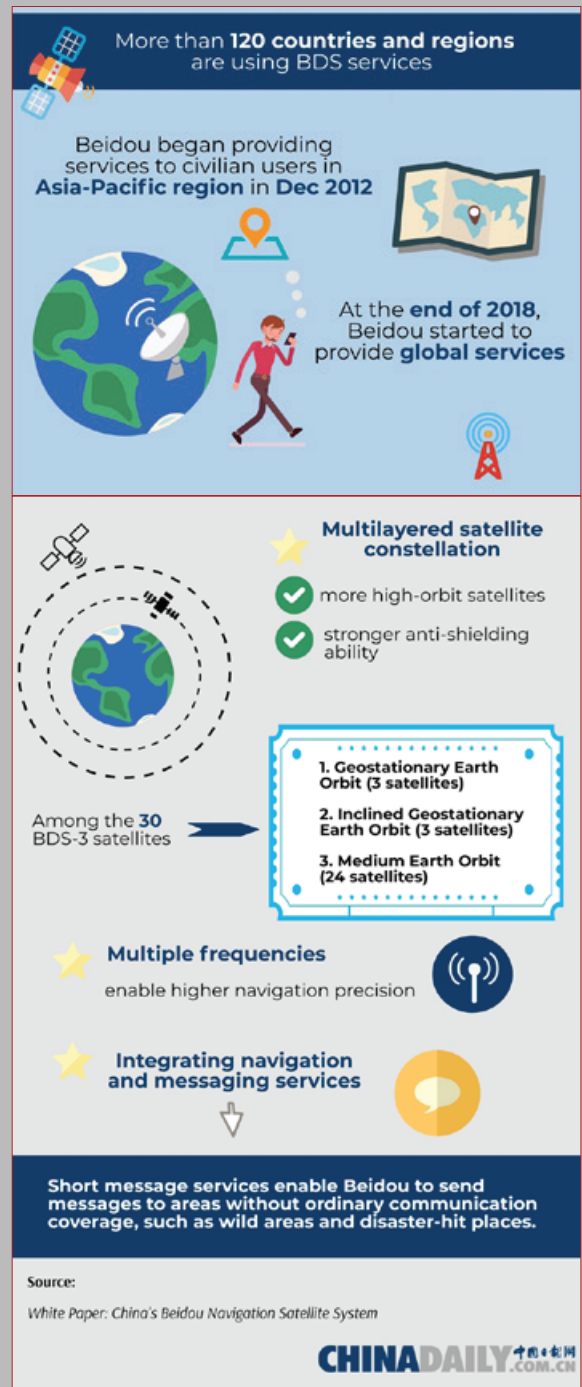 More than 120 countries and regions
are using BDS services
Beidou began providing
services to civilian users in
Asia-Pacific region in Dec 2012
At the end of 2018,
Beidou started to
provide global services
Multilayered satellite
constellation
more high-orbit satellites
stronger anti-shielding
ability
Among the 30
BDS-3 satellites
1. Geostationary Earth
Orbit (3 satellites)
2. Inclined Geostationary
Earth Orbit (3 satellites)
3. Medium Earth Orbit
(24 satellites)
Multiple frequencies
enable higher navigation precision
Integrating navigation
and messaging services
Short message services enable Beidou to send
messages to areas without ordinary communication
coverage, such as wild areas and disaster-hit places.
Source:
White Paper: China's Beidou Navigation Satellite System
CHINADAILY 中国日报网
.COM.CN